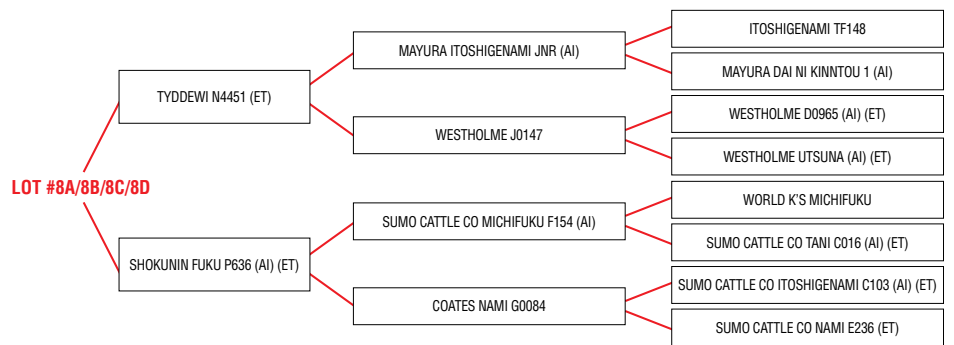 ITOSHIGENAMI TF148
MAYURA ITOSHIGENAMI JNR (AI)
MAYURA DAI NI KINNTOU 1 (AI)
TYDDEWI N4451 (ET)
WESTHOLME D0965 (AI) (ET)
WESTHOLME J0147
WESTHOLME UTSUNA (AI) (ET)
LOT #8A/8B/8C/8D
WORLD K'S MICHIFUKU
SUMO CATTLE CO MICHIFUKU F154 (AI)
SUMO CATTLE CO TANI C016 (AI) (ET)
SHOKUNIN FUKU P636 (AI) (ET)
SUMO CATTLE CO ITOSHIGENAMI C103 (AI) (ET)
COATES NAMI G0084
SUMO CATTLE CO NAMI E236 (ET)